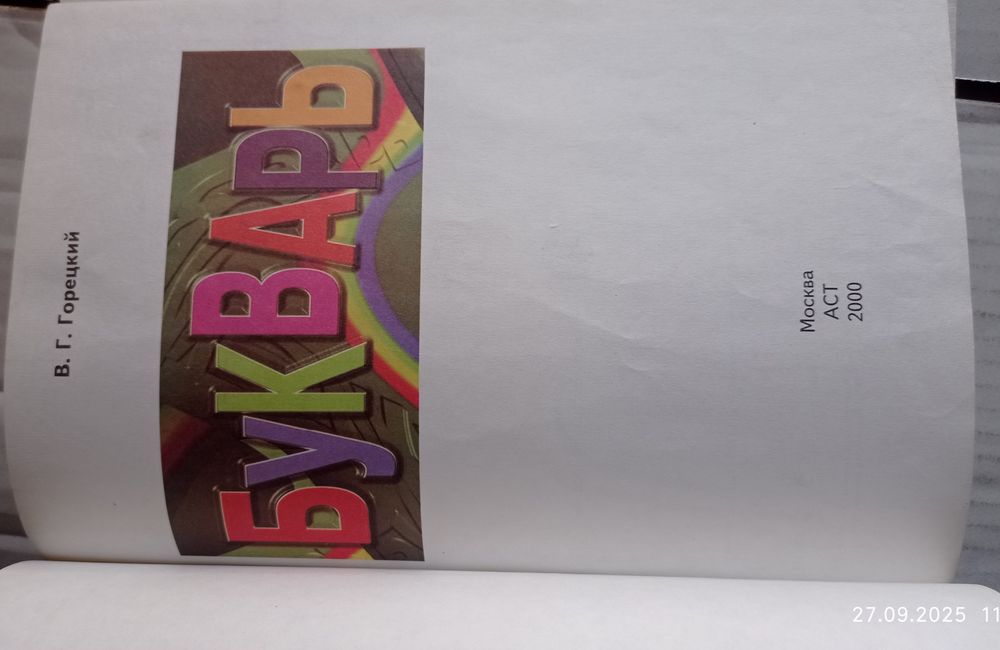 В. Г. Горецкий
БУКВАРЬ
Москва
АСТ
2000
27.09.2025 11